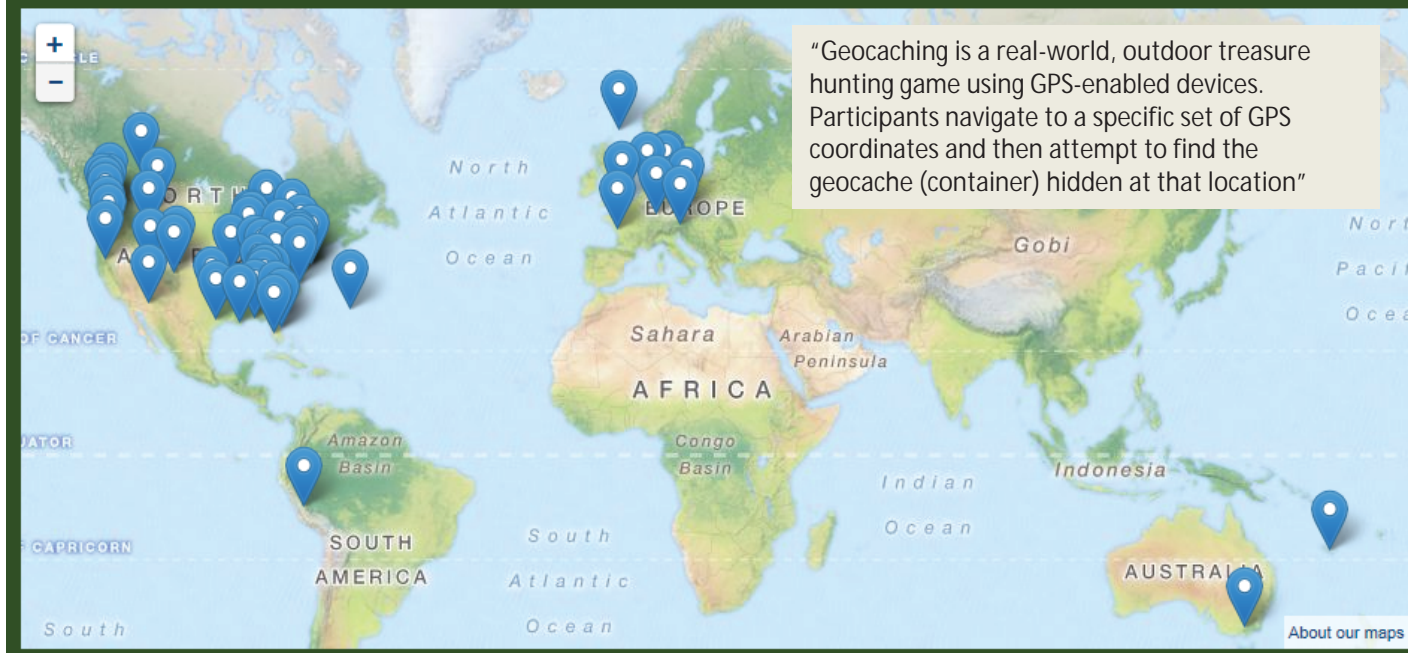 +
−
“Geocaching is a real-world, outdoor treasure
hunting game using GPS-enabled devices.
Participants navigate to a specific set of GPS
coordinates and then attempt to find the
geocache (container) hidden at that location”
North
Atlantic
Ocean
EUROPE
Gobi
OF CANCER
Sahara
Arabian
Peninsula
AFRICA
Amazon
Basin
Congo
Basin
Indian
Ocean
Indonesia
CAPRICORN
SOUTH
AMERICA
South
Atlantic
Ocean
AUSTRALIA
South
About our maps